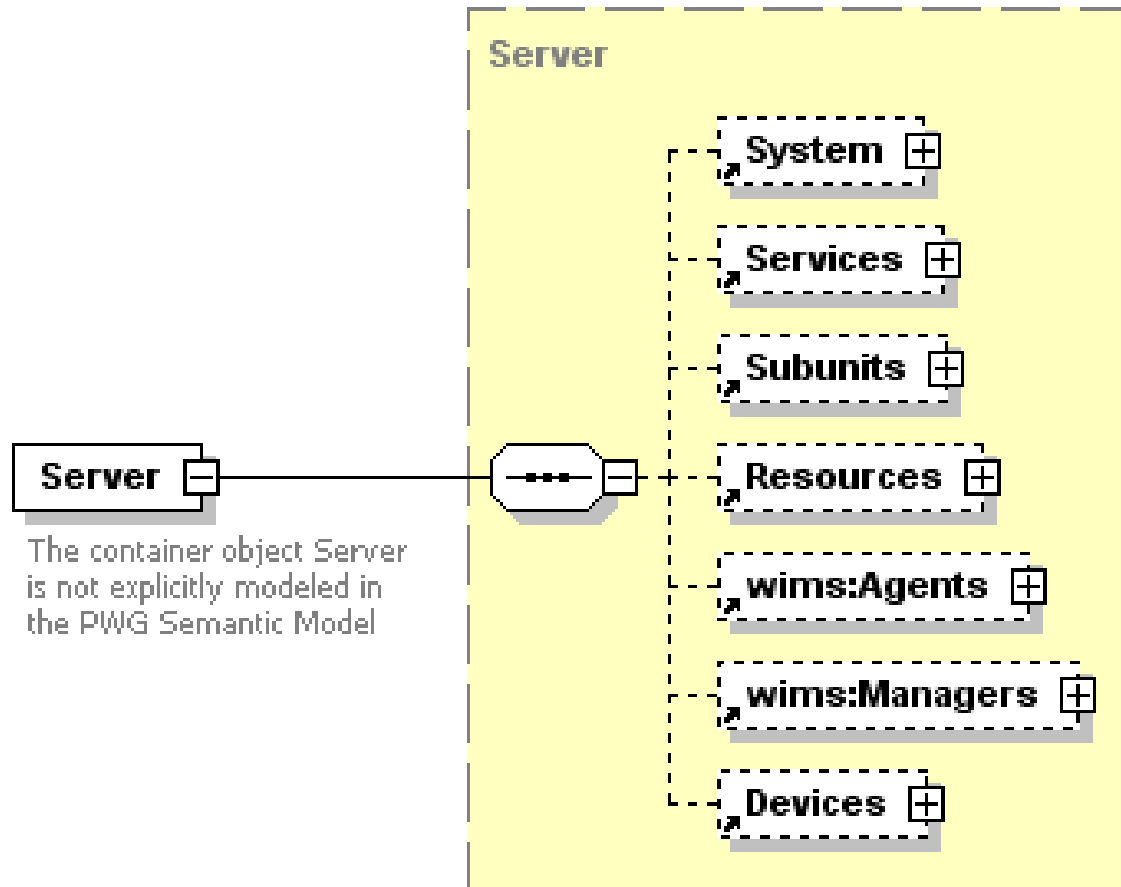 Server
System
Services
Subunits
Server
Resources
The container object Server
is not explicitly modeled in
the PWG Semantic Model
wims:Agents
wims:Managers
Devices